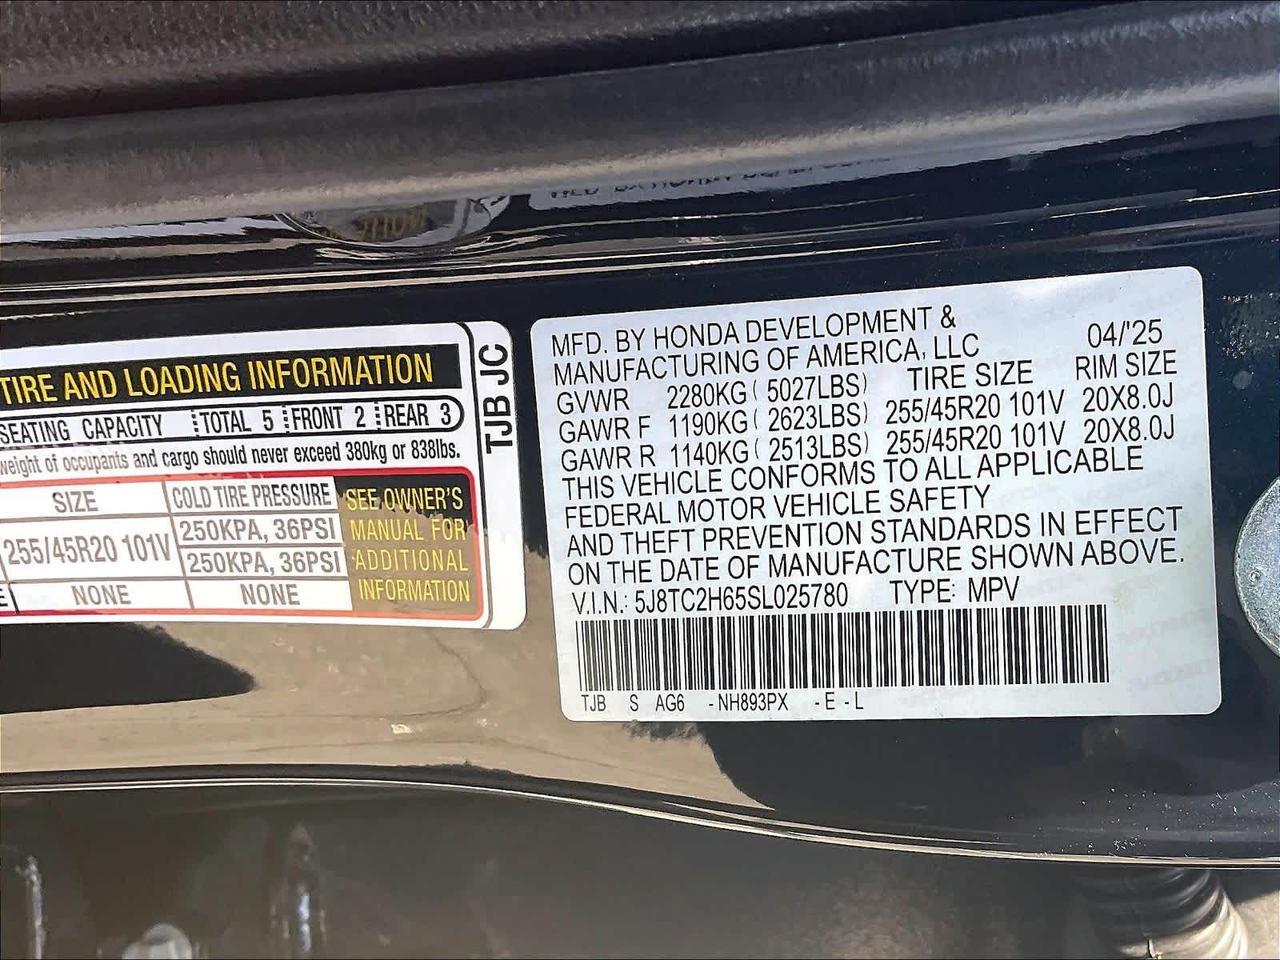 TIRE AND LOADING INFORMATION
SEATING CAPACITY TOTAL 5 FRONT 2 REAR 3
weight of occupants and cargo should never exceed 380kg or 838lbs.
SIZE COLD TIRE PRESSURE SEE OWNER'S
MANUAL FOR
ADDITIONAL
INFORMATION
255/45R20 101V 250KPA, 36PSI
250KPA, 36PSI
NONE NONE
TJB JC
MFD. BY HONDA DEVELOPMENT &
MANUFACTURING OF AMERICA, LLC 04/'25
GVWR 2280KG ( 5027LBS) TIRE SIZE RIM SIZE
GAWR F 1190KG ( 2623LBS) 255/45R20 101V 20X8.0J
GAWR R 1140KG ( 2513LBS) 255/45R20 101V 20X8.0J
THIS VEHICLE CONFORMS TO ALL APPLICABLE
FEDERAL MOTOR VEHICLE SAFETY
AND THEFT PREVENTION STANDARDS IN EFFECT
ON THE DATE OF MANUFACTURE SHOWN ABOVE.
V.I.N.: 5J8TC2H65SL025780 TYPE: MPV
TJB S AG6 -NH893PX -E -L